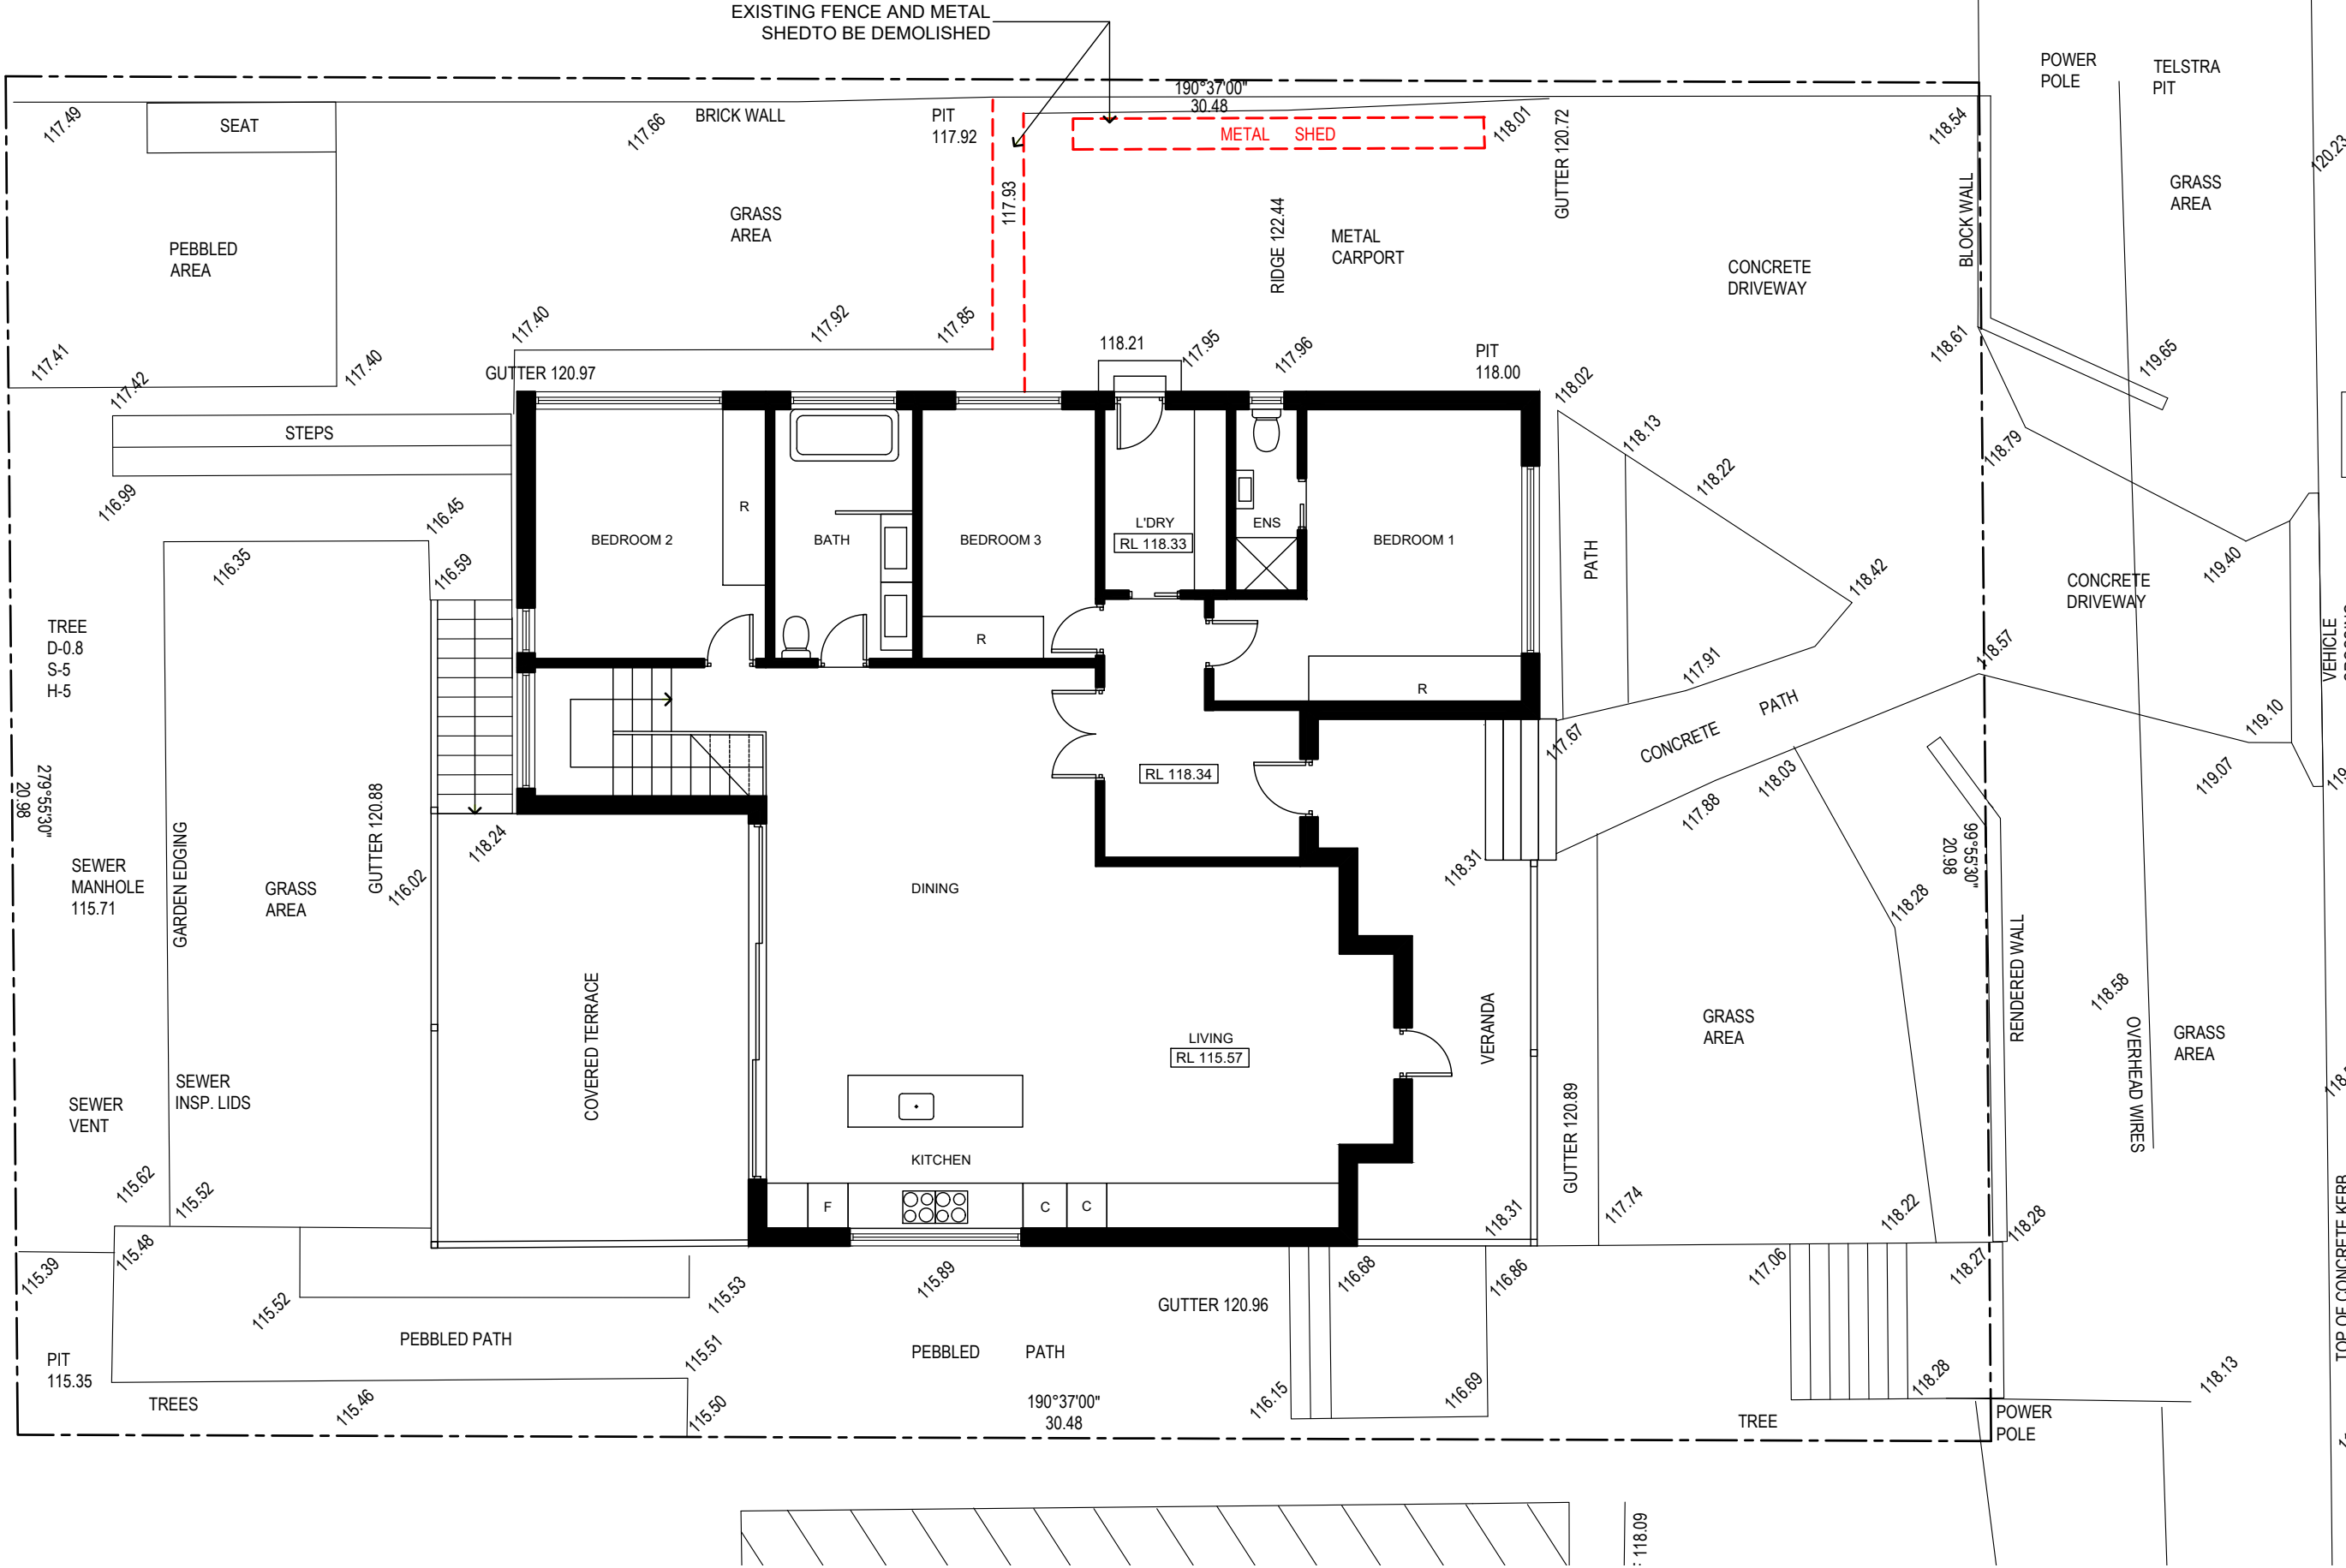 EXISTING FENCE AND METAL
SHEDTO BE DEMOLISHED
190°37'00"
30.48
POWER
POLE
TELSTRA
PIT
117.49
SEAT
117.66
BRICK WALL
PIT
117.92
METAL SHED
118.01
GUTTER 120.72
118.54
120.23
117.93
GRASS
AREA
GRASS
AREA
BLOCK WALL
PEBBLED
AREA
RIDGE 122.44
METAL
CARPORT
CONCRETE
DRIVEWAY
117.41
117.42
117.40
117.40
GUTTER 120.97
117.92
117.85
118.21
117.95
117.96
PIT
118.00
118.02
118.61
119.65
STEPS
118.13
118.79
116.99
116.45
R
118.22
BEDROOM 2
BATH
BEDROOM 3
L'DRY
RL 118.33
ENS
BEDROOM 1
PATH
116.35
116.59
118.42
119.40
CONCRETE
DRIVEWAY
TREE
D-0.8
S-5
H-5
R
R
117.91
118.57
VEHICLE
279°55'30"
20.98
RL 118.34
117.67
CONCRETE PATH
118.03
117.88
119.10
119.07
GUTTER 120.88
118.24
GARDEN EDGING
SEWER
MANHOLE
115.71
GRASS
AREA
116.02
DINING
118.31
99°55'30"
20.98
118.28
RENDERED WALL
COVERED TERRACE
LIVING
RL 115.57
VERANDA
GRASS
AREA
118.58
OVERHEAD WIRES
GRASS
AREA
SEWER
VENT
SEWER
INSP. LIDS
GUTTER 120.89
KITCHEN
115.62
115.52
F
C
C
118.31
117.74
118.22
118.28
TOP OF CONCRETE KERB
115.39
115.48
115.52
115.53
115.89
GUTTER 120.96
116.68
116.86
117.06
118.27
PEBBLED PATH
115.51
PEBBLED PATH
PIT
115.35
TREES
115.46
115.50
190°37'00"
30.48
116.15
116.69
TREE
118.28
118.13
POWER
POLE
118.09